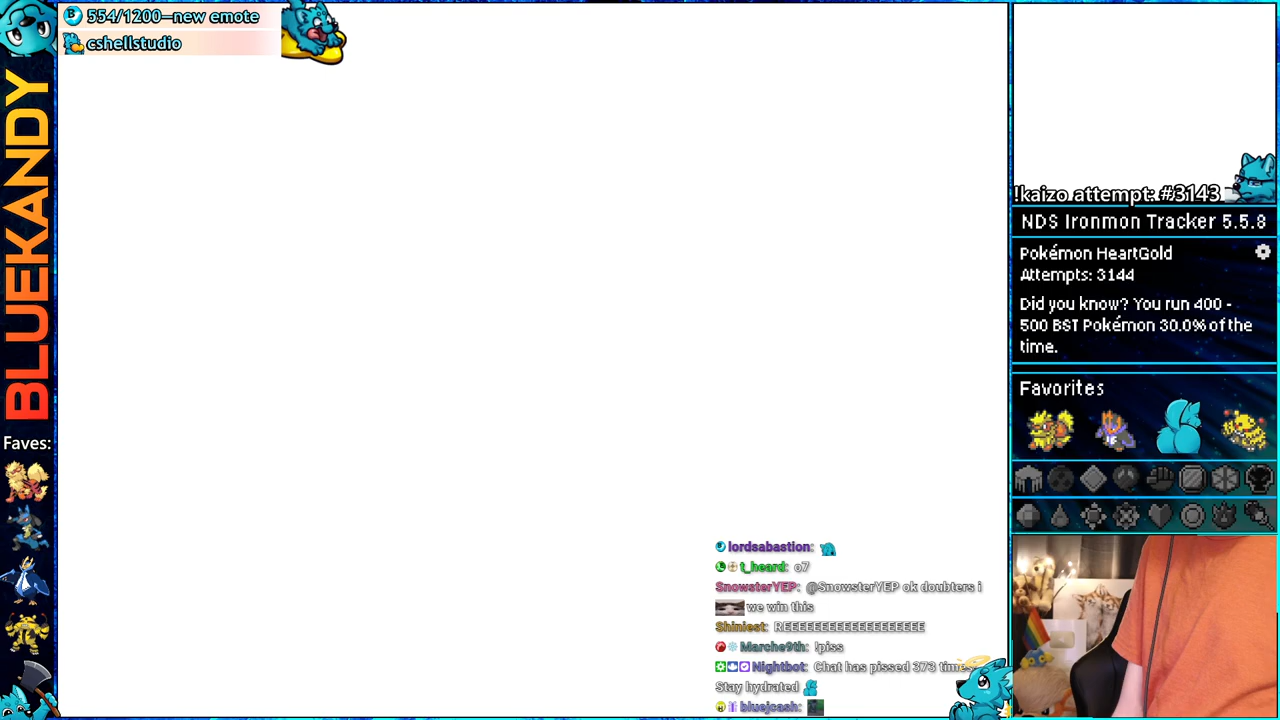 554/1200—new emote
cshellstudio
BLUEKANDY
Faves:
!kaizo attempt: #3143
NDS Ironmon Tracker 5.5.8
Pokémon HeartGold
Attempts: 3144
Did you know? You run 400 -
500 BST Pokémon 30.0% of the
time.
Favorites
lordsabastion:
t_heard: o7
SnowsterYEP: @SnowsterYEP ok doubters i
we win this
Shiniest: REEEEEEEEEEEEEEEEEEE
Marche9th: !piss
Nightbot: Chat has pissed 373 times
Stay hydrated
bluejcash: